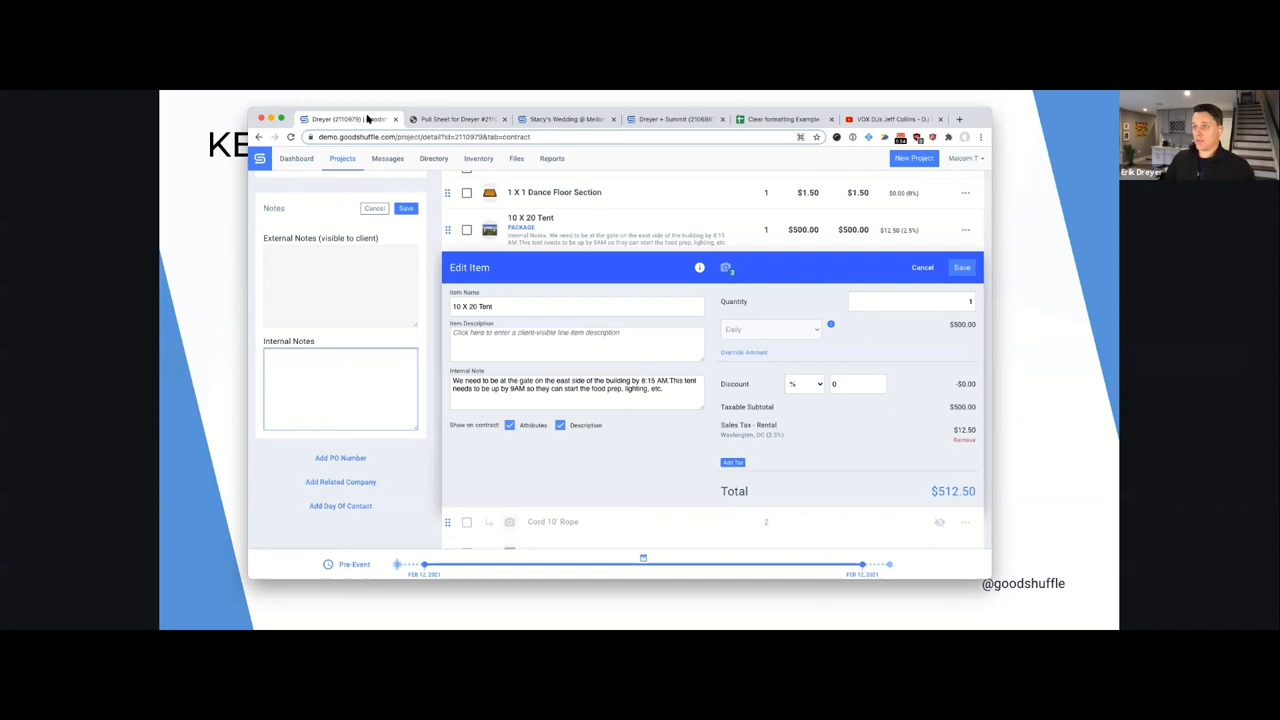 KE
Dreyer (2110979) | goodsh
Pull Sheet for Dreyer #2110
Stacy's Wedding @ Mellon
Dreyer + Summit (2106887
Clear formatting Example
VOX DJs Jeff Collins - DJ
demo.goodshuffle.com/project/detail?id=2110979&tab=contract
Dashboard
Projects
Messages
Directory
Inventory
Files
Reports
New Project
Malcolm T
Erik Dreyer
Notes
Cancel
Save
External Notes (visible to client)
Internal Notes
Add PO Number
Add Related Company
Add Day Of Contact
1 X 1 Dance Floor Section 1 $1.50 $1.50 $0.00 (0%)
10 X 20 Tent
PACKAGE 1 $500.00 $500.00 $12.50 (2.5%)
Internal Notes: We need to be at the gate on the east side of the building by 8:15
AM.This tent needs to be up by 9AM so they can start the food prep, lighting, etc.
Edit Item
3
Cancel
Save
Item Name
10 X 20 Tent
Item Description
Click here to enter a client-visible line item description
Internal Note
We need to be at the gate on the east side of the building by 8:15 AM.This tent
needs to be up by 9AM so they can start the food prep, lighting, etc.
Show on contract: Attributes Description
Quantity 1
Daily $500.00
Override Amount
Discount % 0 -$0.00
Taxable Subtotal $500.00
Sales Tax - Rental $12.50
Washington, DC (2.5%) Remove
Add Tax
Total $512.50
Cord 10' Rope 2
Pre-Event
FEB 12, 2021
FEB 12, 2021
@goodshuffle